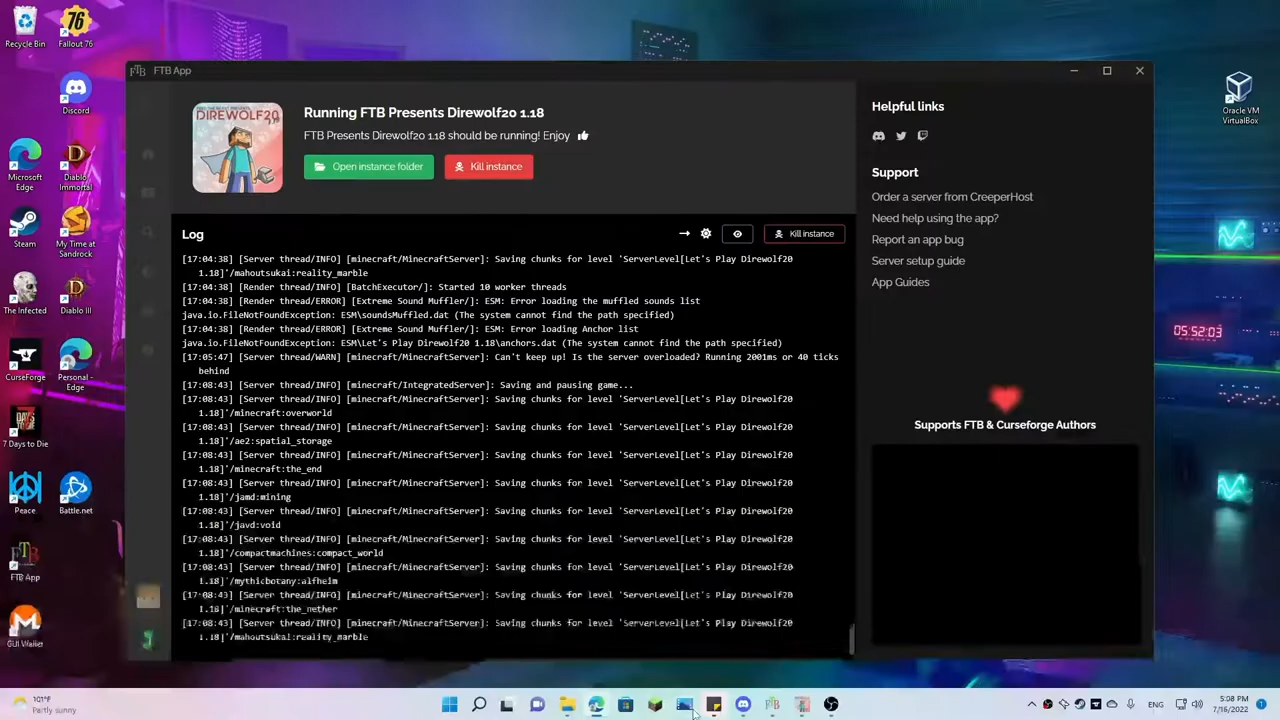 Recycle Bin
Fallout 76
Discord
Microsoft
Edge
Diablo
Immortal
Steam
My Time at
Sandrock
The Infected
Diablo III
CurseForge
Personal -
Edge
7 Days to Die
Peace
Battle.net
FTB App
GUI Wallet
Oracle VM
VirtualBox
FTB App
DIREWOLF20
Running FTB Presents Direwolf20 1.18
FTB Presents Direwolf20 1.18 should be running! Enjoy
Open instance folder
Kill instance
Log
Kill instance
[17:04:38] [Server thread/INFO] [minecraft/MinecraftServer]: Saving chunks for level 'ServerLevel[Let's Play Direwolf20
1.18]'/mahoutsukai:reality_marble
[17:04:38] [Render thread/INFO] [BatchExecutor/]: Started 10 worker threads
[17:04:38] [Render thread/ERROR] [Extreme Sound Muffler/]: ESM: Error loading the muffled sounds list
java.io.FileNotFoundException: ESM\soundsMuffled.dat (The system cannot find the path specified)
[17:04:38] [Render thread/ERROR] [Extreme Sound Muffler/]: ESM: Error loading Anchor list
java.io.FileNotFoundException: ESM\Let's Play Direwolf20 1.18\anchors.dat (The system cannot find the path specified)
[17:05:47] [Server thread/WARN] [minecraft/MinecraftServer]: Can't keep up! Is the server overloaded? Running 2001ms or 40 ticks
behind
[17:08:43] [Server thread/INFO] [minecraft/IntegratedServer]: Saving and pausing game...
[17:08:43] [Server thread/INFO] [minecraft/MinecraftServer]: Saving chunks for level 'ServerLevel[Let's Play Direwolf20
1.18]'/minecraft:overworld
[17:08:43] [Server thread/INFO] [minecraft/MinecraftServer]: Saving chunks for level 'ServerLevel[Let's Play Direwolf20
1.18]'/ae2:spatial_storage
[17:08:43] [Server thread/INFO] [minecraft/MinecraftServer]: Saving chunks for level 'ServerLevel[Let's Play Direwolf20
1.18]'/minecraft:the_end
[17:08:43] [Server thread/INFO] [minecraft/MinecraftServer]: Saving chunks for level 'ServerLevel[Let's Play Direwolf20
1.18]'/jamd:mining
[17:08:43] [Server thread/INFO] [minecraft/MinecraftServer]: Saving chunks for level 'ServerLevel[Let's Play Direwolf20
1.18]'/javd:void
[17:08:43] [Server thread/INFO] [minecraft/MinecraftServer]: Saving chunks for level 'ServerLevel[Let's Play Direwolf20
1.18]'/compactmachines:compact_world
[17:08:43] [Server thread/INFO] [minecraft/MinecraftServer]: Saving chunks for level 'ServerLevel[Let's Play Direwolf20
1.18]'/mythicbotany:alfheim
[17:08:43] [Server thread/INFO] [minecraft/MinecraftServer]: Saving chunks for level 'ServerLevel[Let's Play Direwolf20
1.18]'/minecraft:the_nether
[17:08:43] [Server thread/INFO] [minecraft/MinecraftServer]: Saving chunks for level 'ServerLevel[Let's Play Direwolf20
1.18]'/mahoutsukai:reality_marble
Helpful links
Support
Order a server from CreeperHost
Need help using the app?
Report an app bug
Server setup guide
App Guides
Supports FTB & Curseforge Authors
05:52:03
101°F
Partly sunny
ENG
5:08 PM
7/16/2022